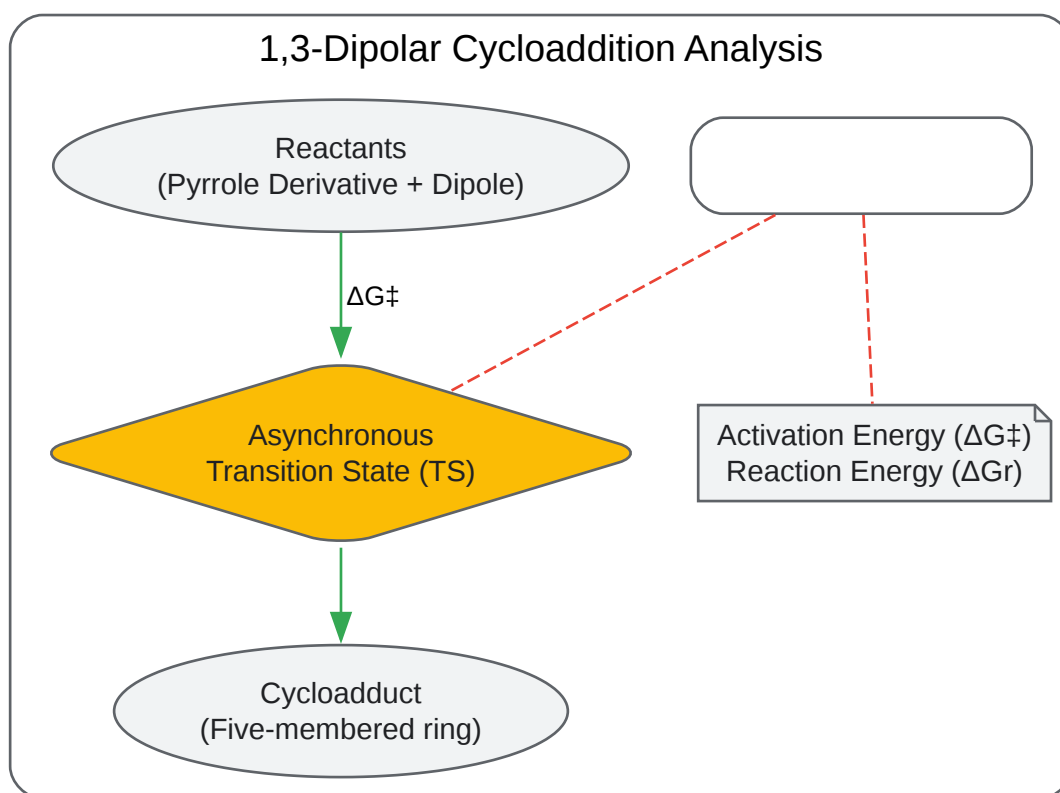 1,3-Dipolar Cycloaddition Analysis
Reactants
(Pyrrole Derivative + Dipole)
ΔG‡
Asynchronous
Transition State (TS)
Activation Energy (ΔG‡)
Reaction Energy (ΔGr)
Cycloadduct
(Five-membered ring)